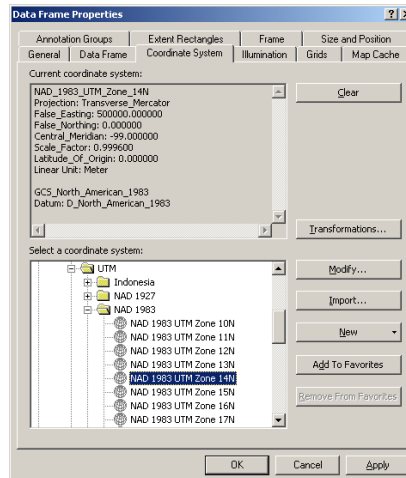 Data Frame Properties
Annotation Groups
Extent Rectangles
Frame
Size and Position
General
Data Frame
Coordinate System
Illumination
Grids
Map Cache
Current coordinate system:
NAD_1983_UTM_Zone_14N
Projection: Transverse_Mercator
False_Easting: 500000.000000
False_Northing: 0.000000
Central_Meridian: -99.000000
Scale_Factor: 0.999600
Latitude_Of_Origin: 0.000000
Linear Unit: Meter
GCS_North_American_1983
Datum: D_North_American_1983
Clear
Transformations...
Select a coordinate system:
UTM
Indonesia
NAD 1927
NAD 1983
NAD 1983 UTM Zone 10N
NAD 1983 UTM Zone 11N
NAD 1983 UTM Zone 12N
NAD 1983 UTM Zone 13N
NAD 1983 UTM Zone 14N
NAD 1983 UTM Zone 15N
NAD 1983 UTM Zone 16N
NAD 1983 UTM Zone 17N
Modify...
Import...
New
Add To Favorites
Remove From Favorites
OK
Cancel
Apply